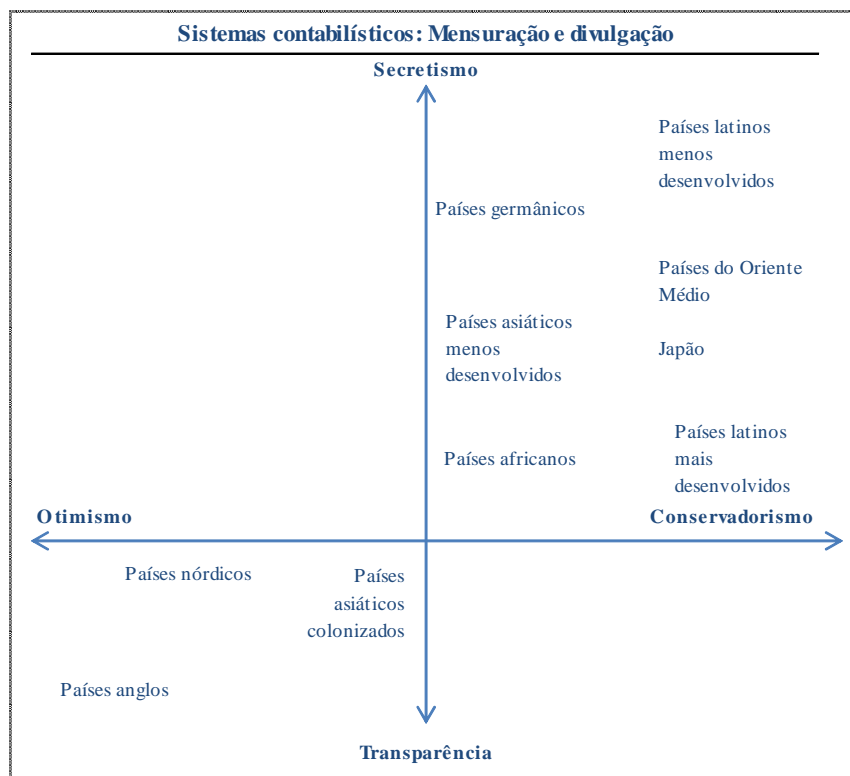 Sistemas contabilísticos: Mensuração e divulgação
Secretismo
Países latinos
menos
desenvolvidos
Países germânicos
Países do Oriente
Médio
Países asiáticos
menos
desenvolvidos
Japão
Países africanos
Países latinos
mais
desenvolvidos
Otimismo
Conservadorismo
Países nórdicos
Países
asiáticos
colonizados
Países anglos
Transparência